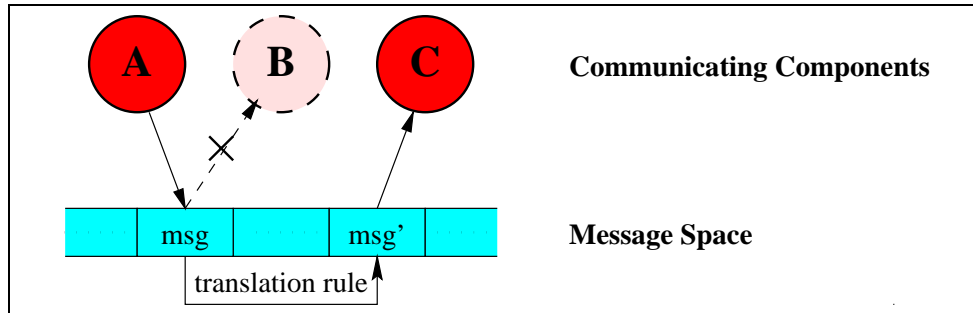 A B C Communicating Components
msg msg’ Message Space
translation rule